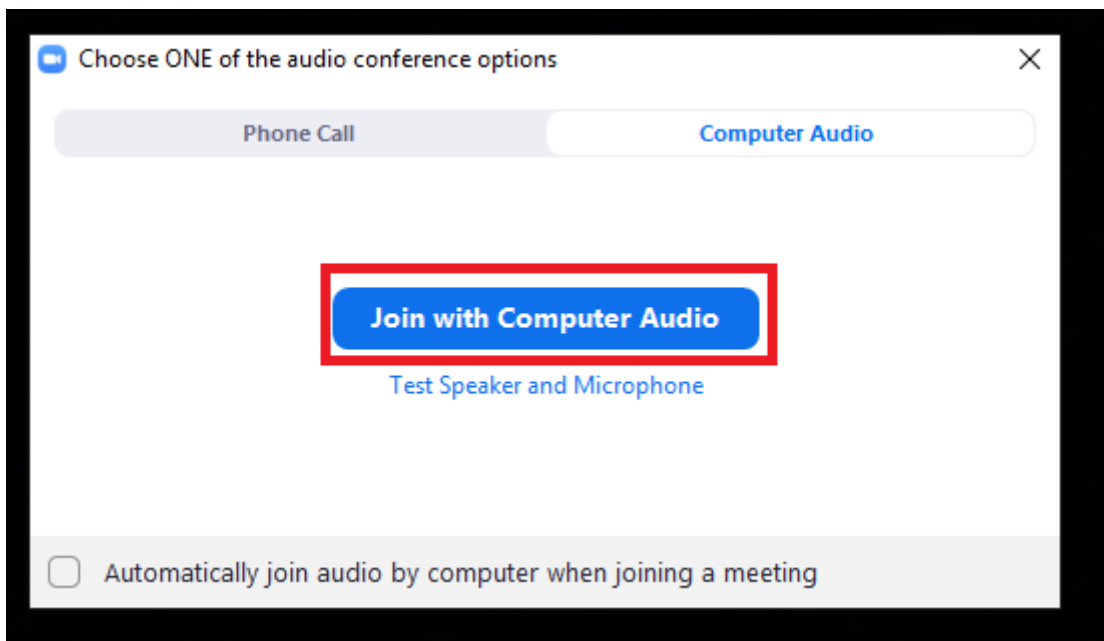 Choose ONE of the audio conference options
Phone Call
Computer Audio
Join with Computer Audio
Test Speaker and Microphone
Automatically join audio by computer when joining a meeting